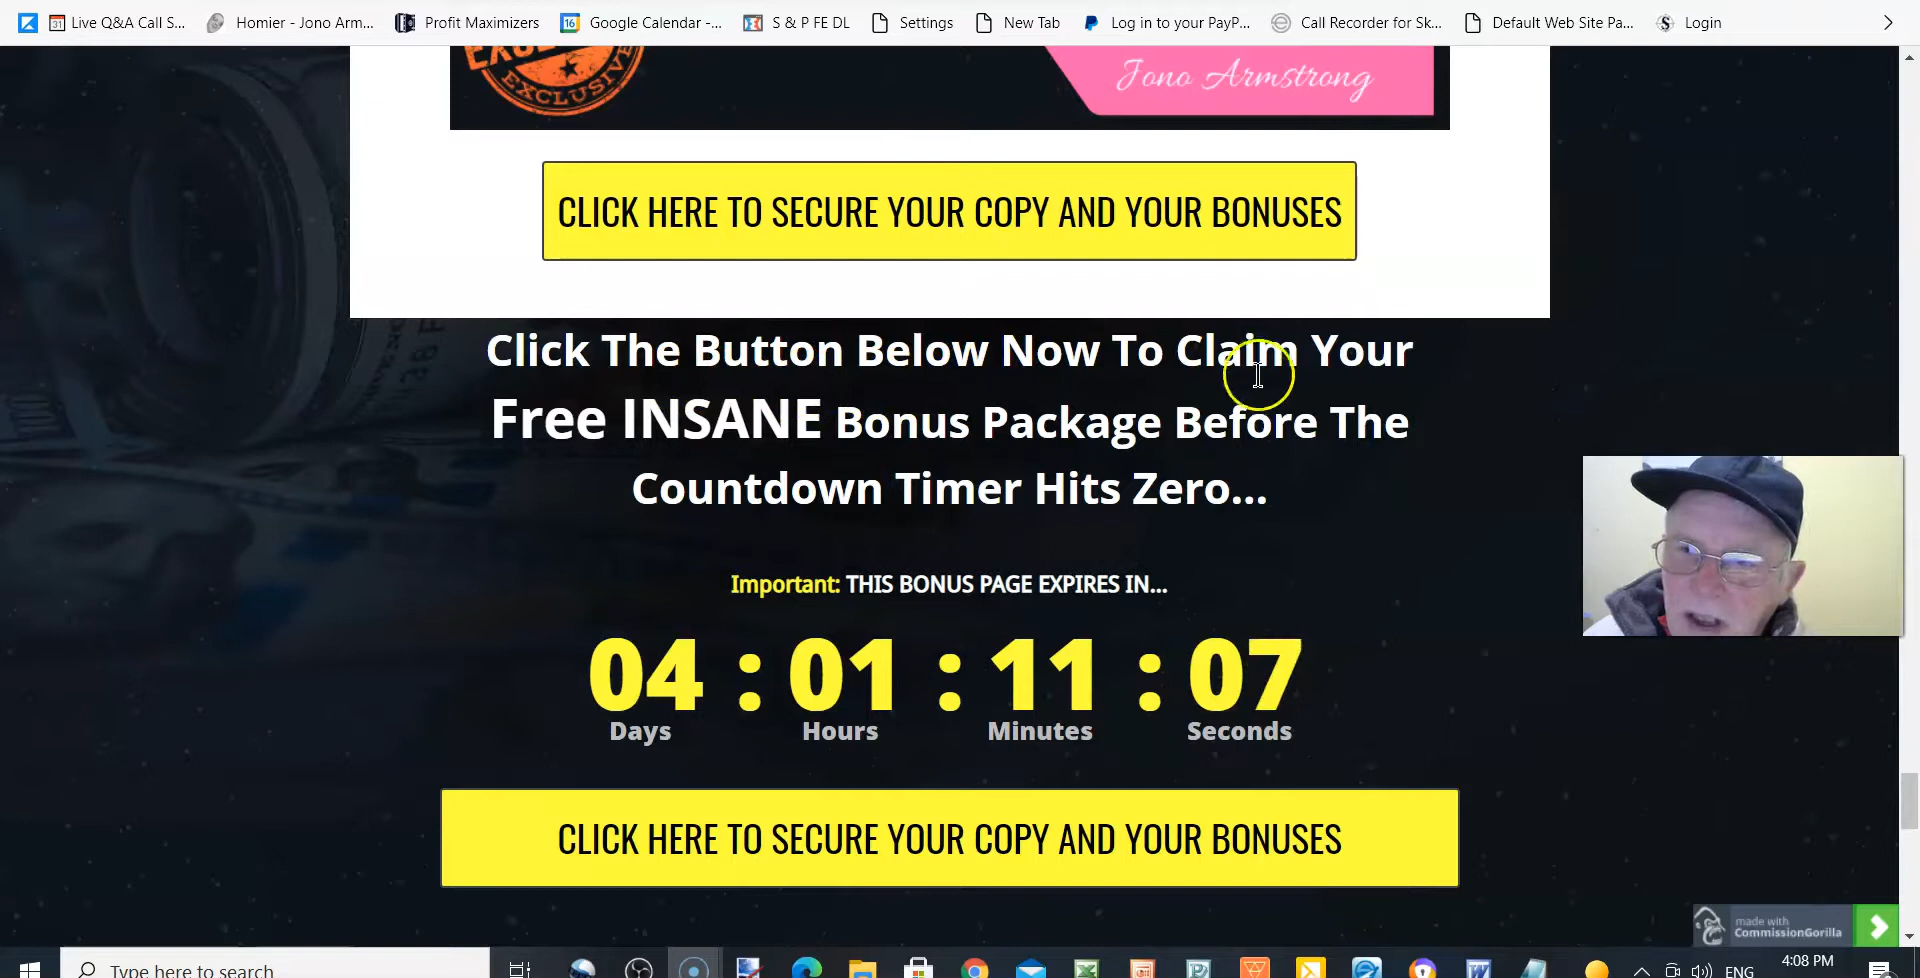 Live Q&A Call S... Homier - Jono Arm... Profit Maximizers Google Calendar -... S & P FE DL Settings New Tab Log in to your PayP... Call Recorder for Sk... Default Web Site Pa... Login
EXCLUSIVE
Jono Armstrong
CLICK HERE TO SECURE YOUR COPY AND YOUR BONUSES
Click The Button Below Now To Claim Your
Free INSANE Bonus Package Before The
Countdown Timer Hits Zero...
Important: THIS BONUS PAGE EXPIRES IN...
04 : 01 : 11 : 07
Days Hours Minutes Seconds
CLICK HERE TO SECURE YOUR COPY AND YOUR BONUSES
made with
CommissionGorilla
Type here to search
ENG
4:08 PM